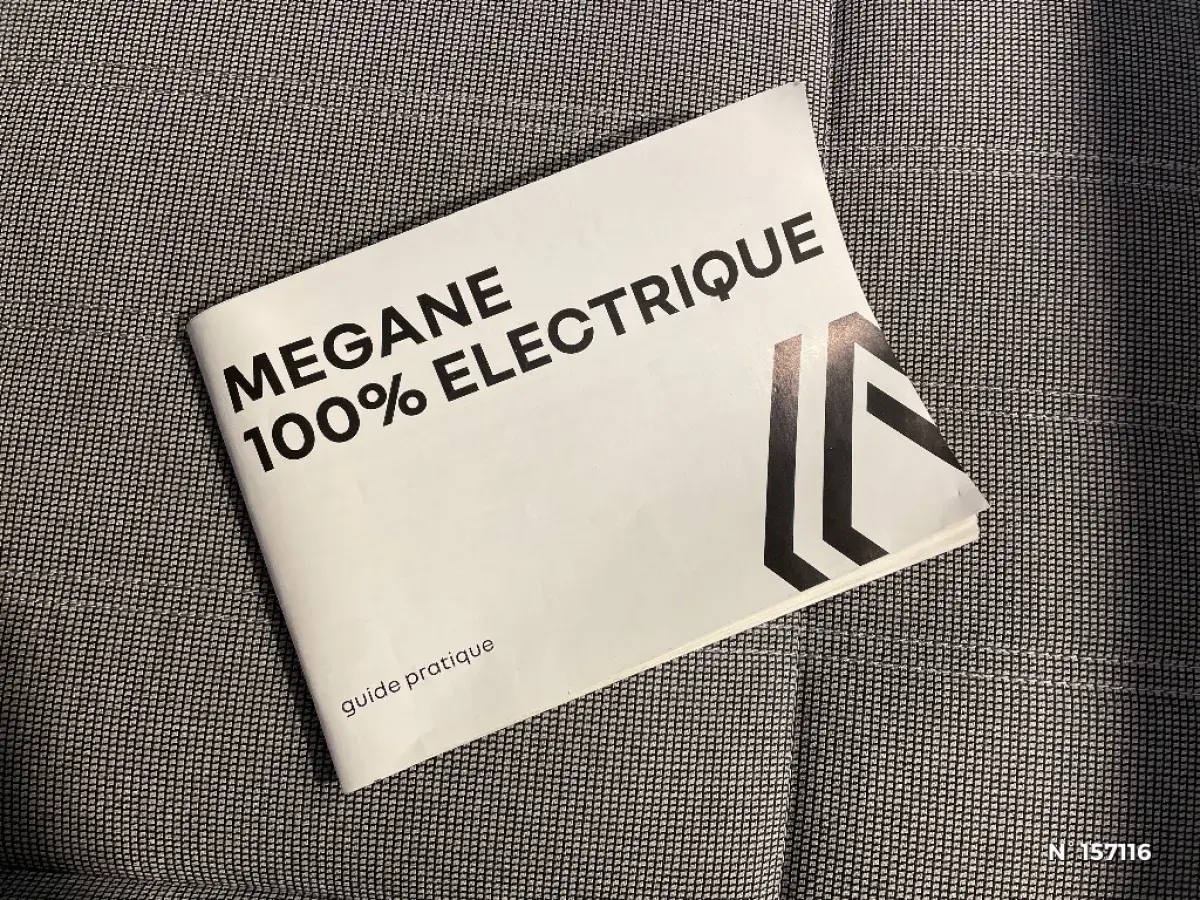 MEGANE
100% ELECTRIQUE
guide pratique
N° 157116